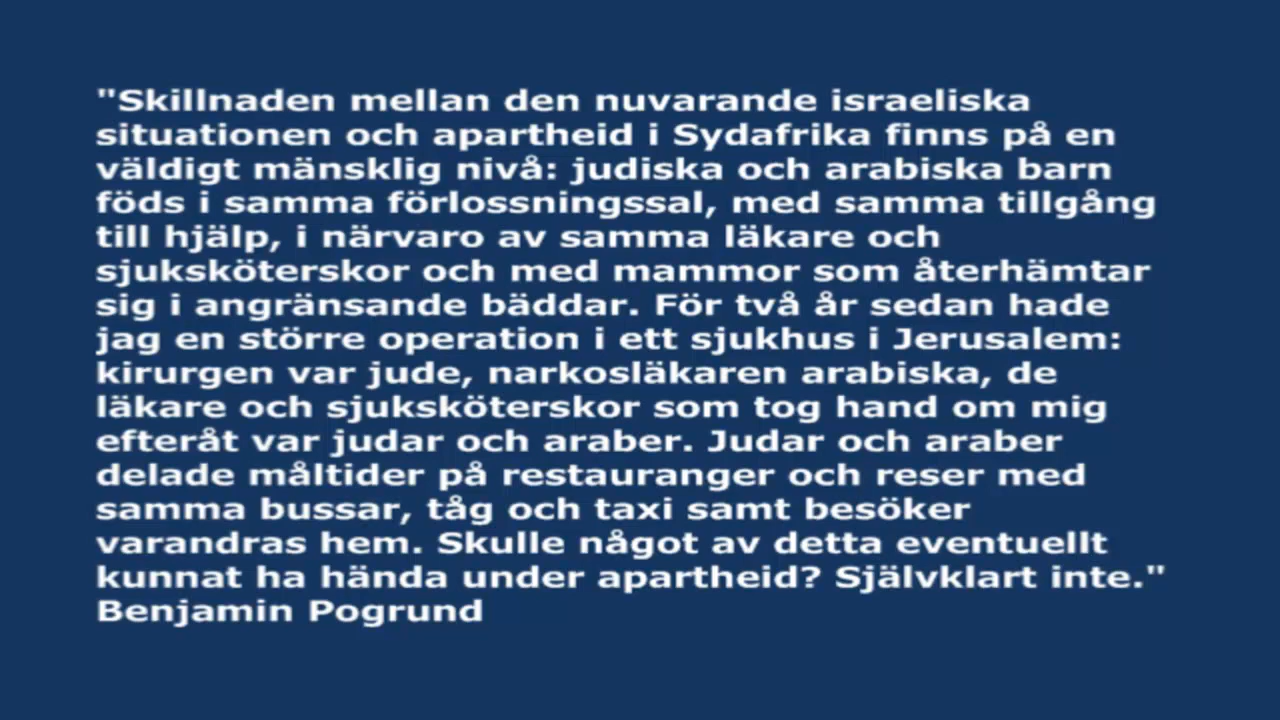 "Skillnaden mellan den nuvarande israeliska
situationen och apartheid i Sydafrika finns på en
väldigt mänsklig nivå: judiska och arabiska barn
föds i samma förlossningssal, med samma tillgång
till hjälp, i närvaro av samma läkare och
sjuksköterskor och med mammor som återhämtar
sig i angränsande bäddar. För två år sedan hade
jag en större operation i ett sjukhus i Jerusalem:
kirurgen var jude, narkosläkaren arabiska, de
läkare och sjuksköterskor som tog hand om mig
efteråt var judar och araber. Judar och araber
delade måltider på restauranger och reser med
samma bussar, tåg och taxi samt besöker
varandras hem. Skulle något av detta eventuellt
kunnat ha hända under apartheid? Självklart inte."
Benjamin Pogrund